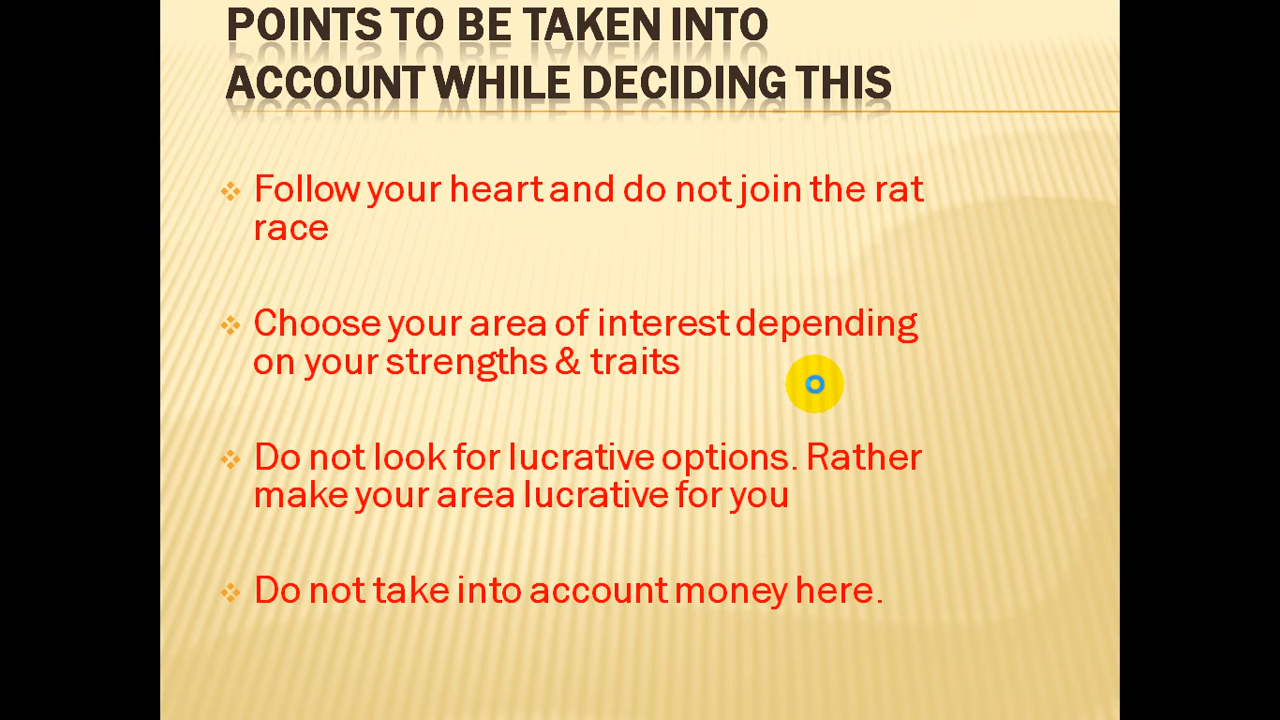 POINTS TO BE TAKEN INTO
ACCOUNT WHILE DECIDING THIS
Follow your heart and do not join the rat
race
Choose your area of interest depending
on your strengths & traits
Do not look for lucrative options. Rather
make your area lucrative for you
Do not take into account money here.